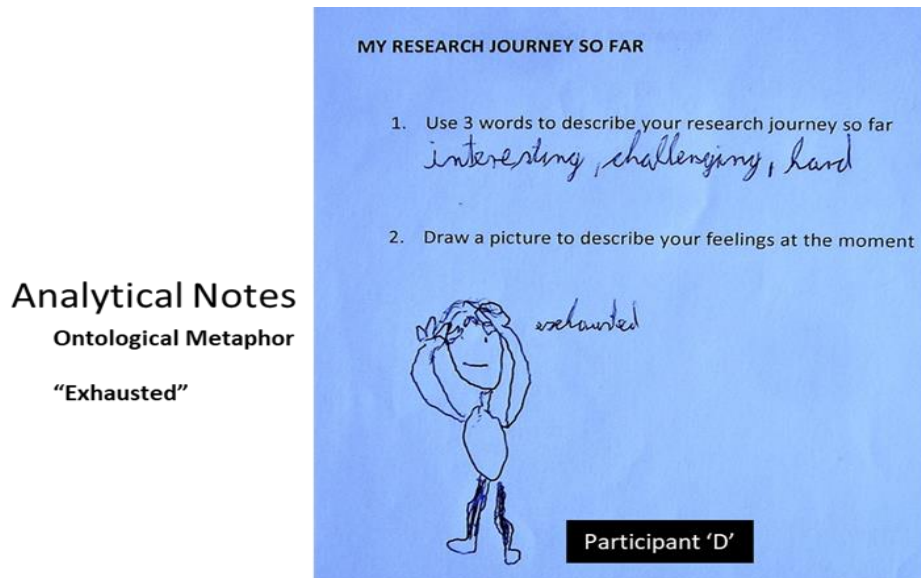 Analytical Notes
Ontological Metaphor
“Exhausted”
MY RESEARCH JOURNEY SO FAR
1. Use 3 words to describe your research journey so far
interesting, challenging, hard
2. Draw a picture to describe your feelings at the moment
exhausted
Participant ‘D’